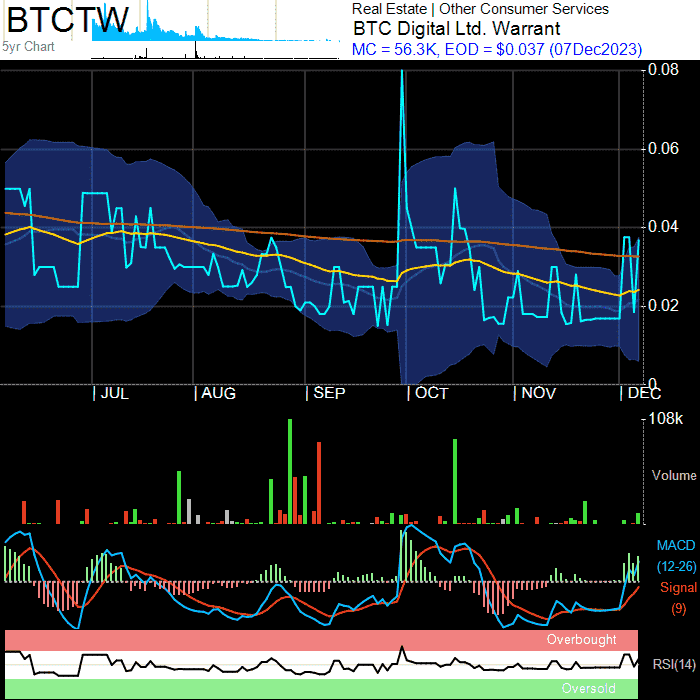 BTCTW
5yr Chart
Real Estate | Other Consumer Services
BTC Digital Ltd. Warrant
MC = 56.3K, EOD = $0.037 (07Dec2023)
0.08
0.06
0.04
0.02
0
JUL
AUG
SEP
OCT
NOV
DEC
108k
Volume
MACD
(12-26)
Signal
(9)
Overbought
RSI(14)
Oversold